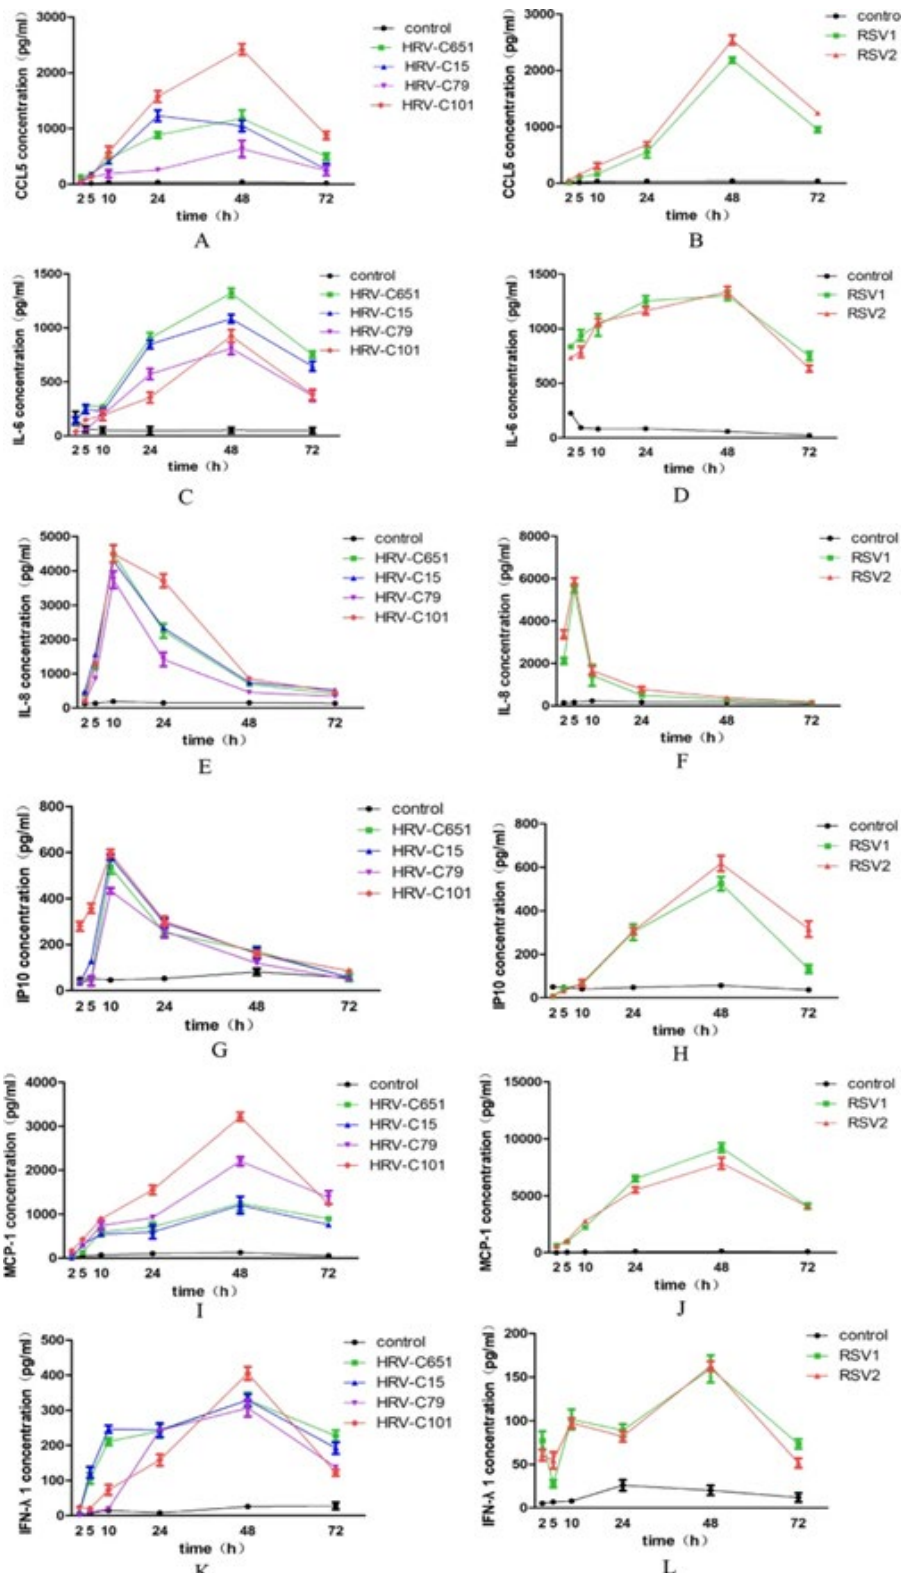 CCL5 concentration (pg/ml)
3000
2000
1000
0
2 5 10 24 48 72
time (h)
control
HRV-C651
HRV-C15
HRV-C79
HRV-C101
A
CCL5 concentration (pg/ml)
3000
2000
1000
0
2 5 10 24 48 72
time (h)
contro
RSV1
RSV2
B
IL-6 concentration (pg/ml)
1500
1000
500
0
2 5 10 24 48 72
time (h)
control
HRV-C651
HRV-C15
HRV-C79
HRV-C101
C
IL-6 concentration (pg/ml)
1500
1000
500
0
2 5 10 24 48 72
time (h)
control
RSV1
RSV2
D
IL-8 concentration (pg/ml)
5000
4000
3000
2000
1000
0
2 5 10 24 48 72
time (h)
control
HRV-C651
HRV-C15
HRV-C79
HRV-C101
E
IL-8 concentration (pg/ml)
8000
6000
4000
2000
0
2 5 10 24 48 72
time (h)
control
RSV1
RSV2
F
IP10 concentration (pg/ml)
800
600
400
200
0
2 5 10 24 48 72
time (h)
control
HRV-C651
HRV-C15
HRV-C79
HRV-C101
G
IP10 concentration (pg/ml)
800
600
400
200
0
2 5 10 24 48 72
time (h)
control
RSV1
RSV2
H
MCP-1 concentration (pg/ml)
4000
3000
2000
1000
0
2 5 10 24 48 72
time (h)
control
HRV-C651
HRV-C15
HRV-C79
HRV-C101
I
MCP-1 concentration (pg/ml)
15000
10000
5000
0
2 5 10 24 48 72
time (h)
control
RSV1
RSV2
J
IFN-λ 1 concentration (pg/ml)
500
400
300
200
100
0
2 5 10 24 48 72
time (h)
control
HRV-C651
HRV-C15
HRV-C79
HRV-C101
K
IFN-λ 1 concentration (pg/ml)
200
150
100
50
0
2 5 10 24 48 72
time (h)
control
RSV1
RSV2
L